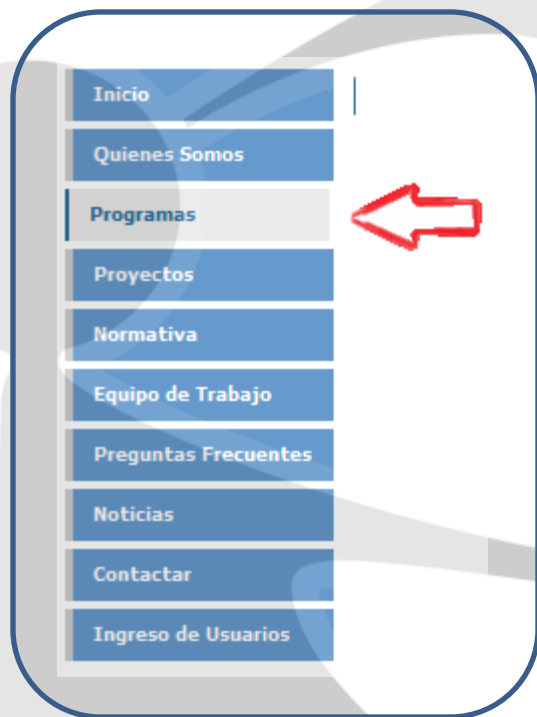 Inicio
Quienes Somos
Programas
Proyectos
Normativa
Equipo de Trabajo
Preguntas Frecuentes
Noticias
Contactar
Ingreso de Usuarios